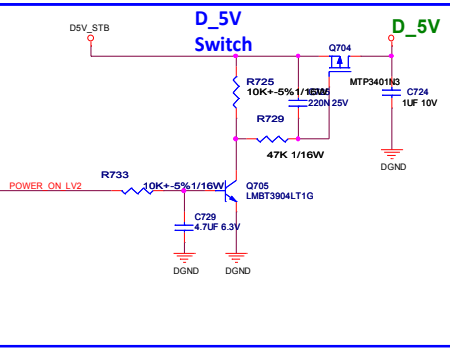 D_5V
Switch
D5V_STB
D_5V
Q704
MTP3401N3
R725
10K+-5%1/16W
220N 25V
C724
1UF 10V
R729
47K 1/16W
DGND
R733
POWER_ON_LV2
10K+-5%1/16W
Q705
LMBT3904LT1G
C729
4.7UF 6.3V
DGND
DGND